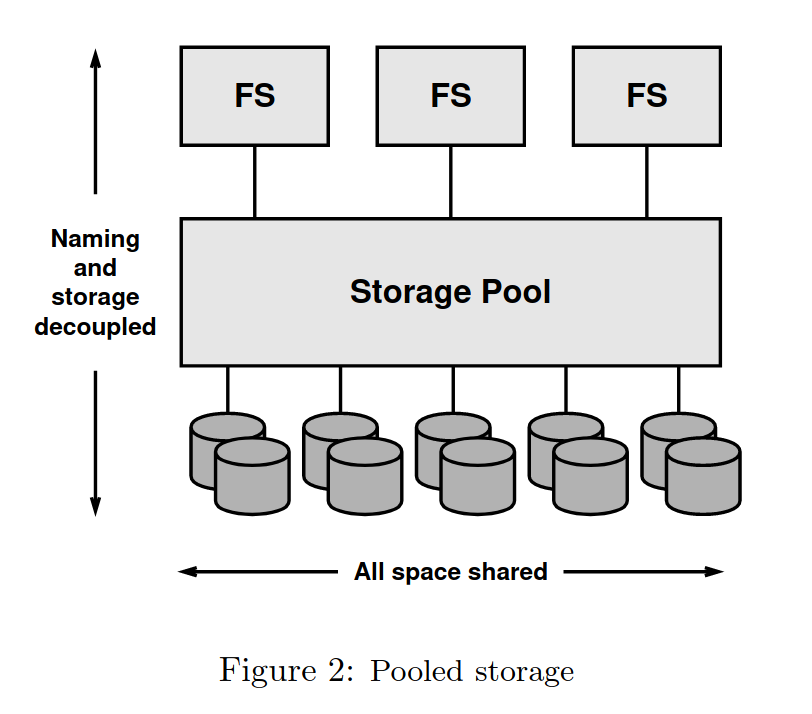 FS
FS
FS
Naming
and
storage
decoupled
Storage Pool
All space shared
Figure 2: Pooled storage